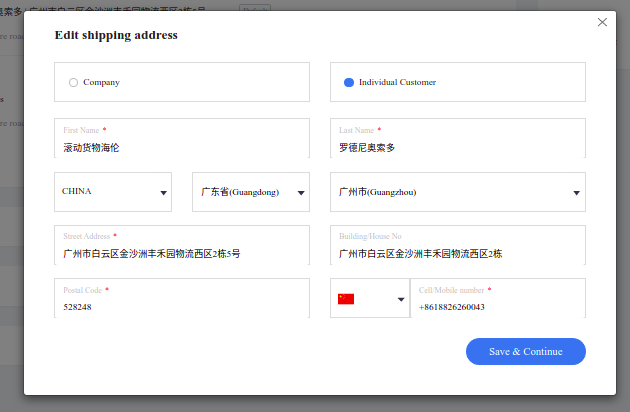 Edit shipping address
Company
Individual Customer
First Name *
滚动货物海伦
Last Name *
罗德尼奥索多
CHINA
广东省(Guangdong)
广州市(Guangzhou)
Street Address *
广州市白云区金沙洲丰禾园物流西区2栋5号
Building/House No
广州市白云区金沙洲丰禾园物流西区2栋
Postal Code *
528248
Cell/Mobile number *
+8618826260043
Save & Continue